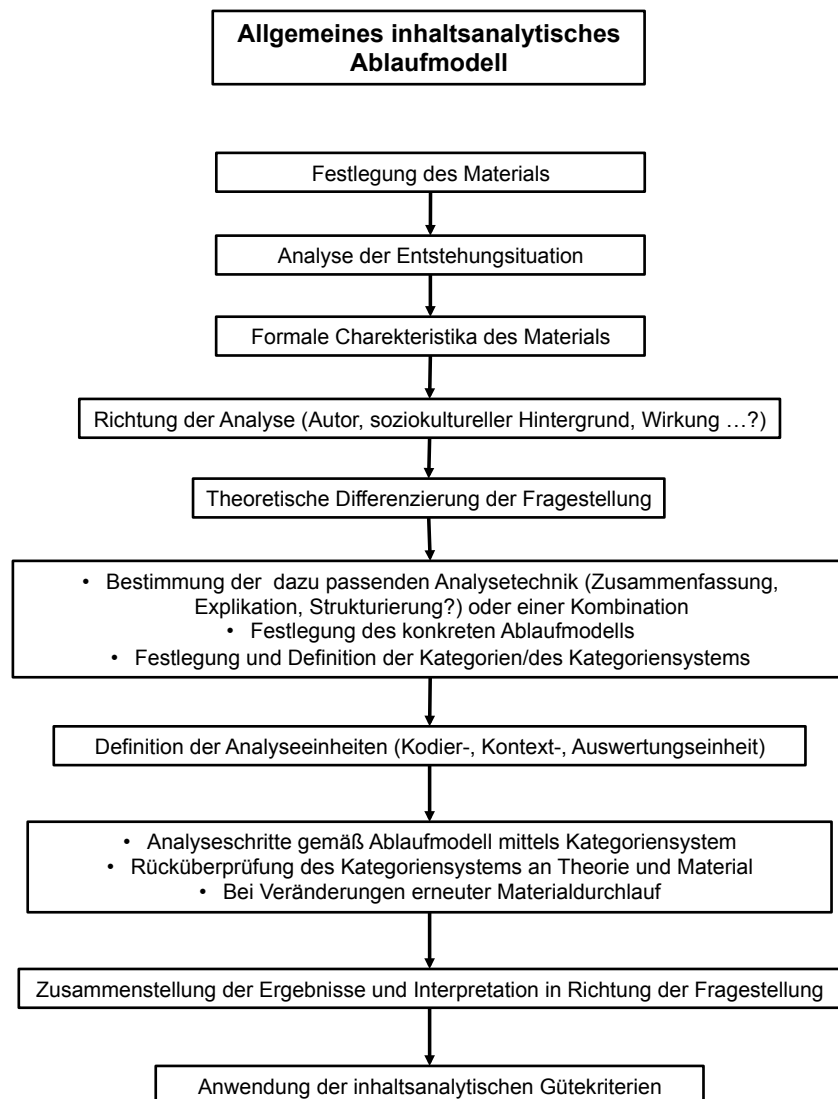 Allgemeines inhaltsanalytisches
Ablaufmodell
Festlegung des Materials
Analyse der Entstehungsituation
Formale Charekteristika des Materials
Richtung der Analyse (Autor, soziokultureller Hintergrund, Wirkung …?)
Theoretische Differenzierung der Fragestellung
• Bestimmung der dazu passenden Analysetechnik (Zusammenfassung,
Explikation, Strukturierung?) oder einer Kombination
• Festlegung des konkreten Ablaufmodells
• Festlegung und Definition der Kategorien/des Kategoriensystems
Definition der Analyseeinheiten (Kodier-, Kontext-, Auswertungseinheit)
• Analyseschritte gemäß Ablaufmodell mittels Kategoriensystem
• Rücküberprüfung des Kategoriensystems an Theorie und Material
• Bei Veränderungen erneuter Materialdurchlauf
Zusammenstellung der Ergebnisse und Interpretation in Richtung der Fragestellung
Anwendung der inhaltsanalytischen Gütekriterien